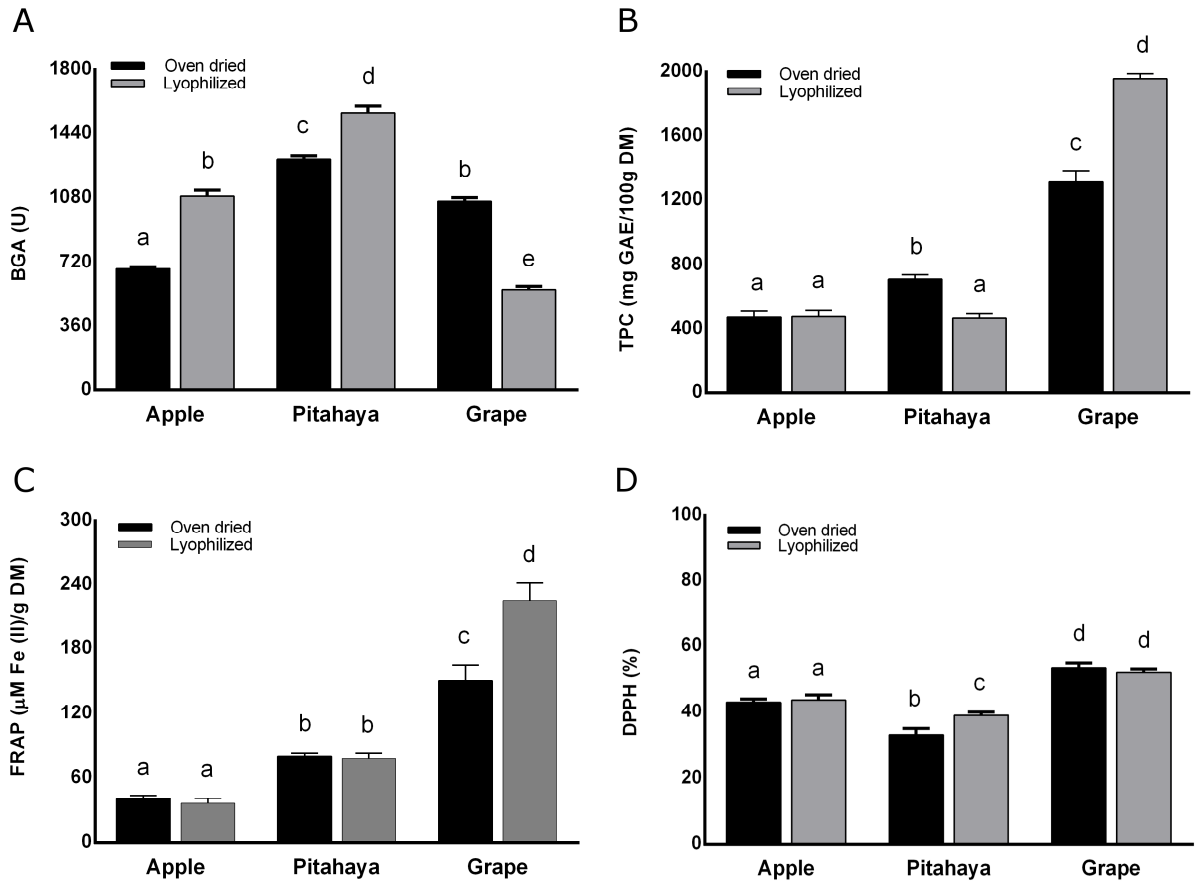 A
Oven dried
Lyophilized
1800
1440
1080
720
360
0
BGA (U)
a
b
c
d
b
e
Apple
Pitahaya
Grape
B
Oven dried
Lyophilized
2000
1600
1200
800
400
0
TPC (mg GAE/100g DM)
a
a
b
a
c
d
Apple
Pitahaya
Grape
C
Oven dried
Lyophilized
300
240
180
120
60
0
FRAP (µM Fe (II)/g DM)
a
a
b
b
c
d
Apple
Pitahaya
Grape
D
Oven dried
Lyophilized
100
80
60
40
20
0
DPPH (%)
a
a
b
c
d
d
Apple
Pitahaya
Grape